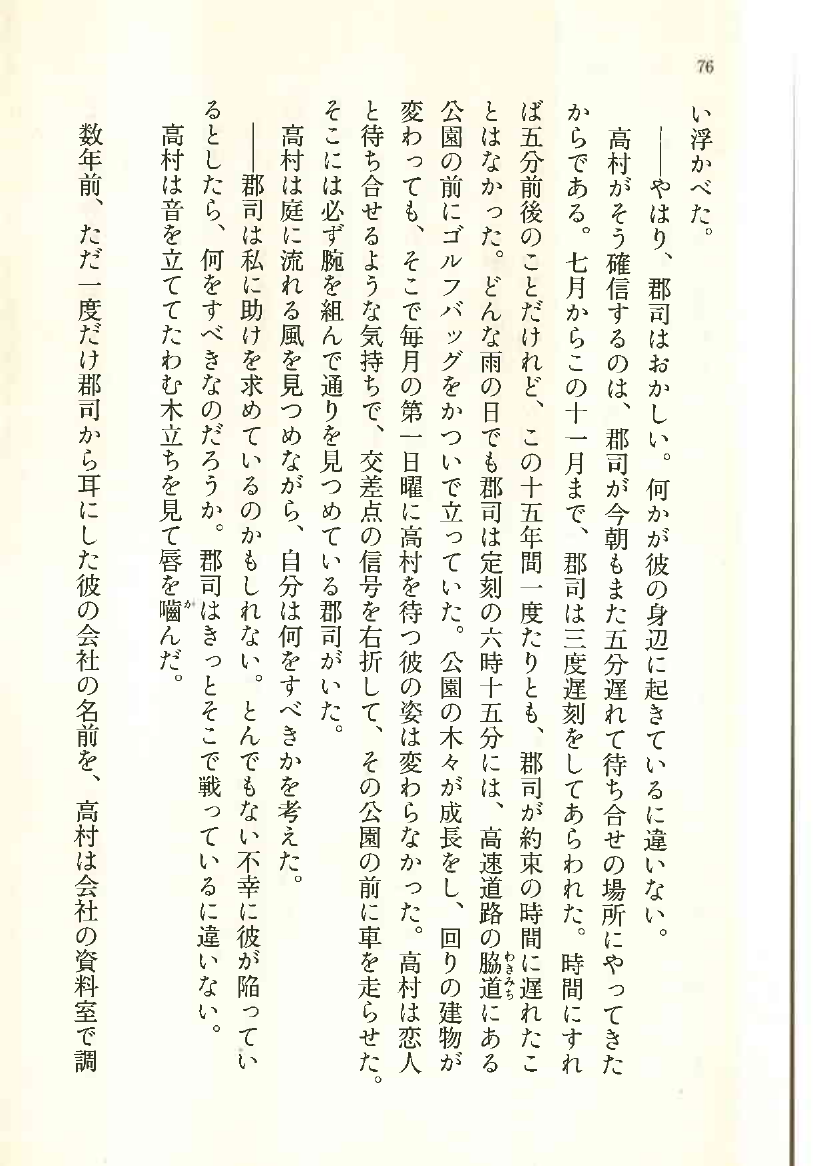 76
い浮かべた。
――やはり、郡司はおかしい。何かが彼の身辺に起きているに違いない。
高村がそう確信するのは、郡司が今朝もまた五分遅れて待ち合せの場所にやってきた
からである。七月からこの十一月まで、郡司は三度遅刻をしてあらわれた。時間にすれ
ば五分前後のことだけれど、この十五年間一度たりとも、郡司が約束の時間に遅れたこ
とはなかった。どんな雨の日でも郡司は定刻の六時十五分には、高速道路の脇道にある
わきみち
公園の前にゴルフバッグをかついで立っていた。公園の木々が成長をし、回りの建物が
変わっても、そこで毎月の第一日曜に高村を待つ彼の姿は変わらなかった。高村は恋人
と待ち合せるような気持ちで、交差点の信号を右折して、その公園の前に車を走らせた。
そこには必ず腕を組んで通りを見つめている郡司がいた。
高村は庭に流れる風を見つめながら、自分は何をすべきかを考えた。
――郡司は私に助けを求めているのかもしれない。とんでもない不幸に彼が陥ってい
るとしたら、何をすべきなのだろうか。郡司はきっとそこで戦っているに違いない。
高村は音を立ててたわむ木立ちを見て唇を嚙んだ。
か
数年前、ただ一度だけ郡司から耳にした彼の会社の名前を、高村は会社の資料室で調